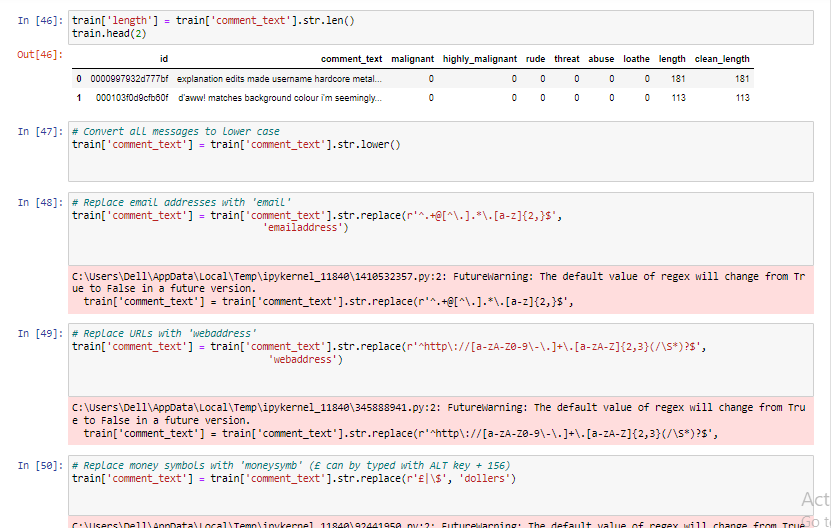 In [46]: train['length'] = train['comment_text'].str.len()
train.head(2)
Out[46]:
id comment_text malignant highly_malignant rude threat abuse loathe length clean_length
0 0000997932d777bf explanation edits made username hardcore metal... 0 0 0 0 0 0 181 181
1 000103f0d9cfb60f d'aww! matches background colour i'm seemingly... 0 0 0 0 0 0 113 113
In [47]: # Convert all messages to lower case
train['comment_text'] = train['comment_text'].str.lower()
In [48]: # Replace email addresses with 'email'
train['comment_text'] = train['comment_text'].str.replace(r'^.+@[^\.].*\.[a-z]{2,}$',
'emailaddress')
C:\Users\Dell\AppData\Local\Temp\ipykernel_11840\1410532357.py:2: FutureWarning: The default value of regex will change from Tr
ue to False in a future version.
train['comment_text'] = train['comment_text'].str.replace(r'^.+@[^\.].*\.[a-z]{2,}$',
In [49]: # Replace URLs with 'webaddress'
train['comment_text'] = train['comment_text'].str.replace(r'^http\://[a-zA-Z0-9\-\.]+\.[a-zA-Z]{2,3}(/\S*)?$',
'webaddress')
C:\Users\Dell\AppData\Local\Temp\ipykernel_11840\345888941.py:2: FutureWarning: The default value of regex will change from Tru
e to False in a future version.
train['comment_text'] = train['comment_text'].str.replace(r'^http\://[a-zA-Z0-9\-\.]+\.[a-zA-Z]{2,3}(/\S*)?$',
In [50]: # Replace money symbols with 'moneysymb' (£ can by typed with ALT key + 156)
train['comment_text'] = train['comment_text'].str.replace(r'£|\$', 'dollers')
Act
Go to
C:\Users\Dell\AppData\Local\Temp\ipykernel_11840\92441950.py:2: FutureWarning: The default value of regex will change from True